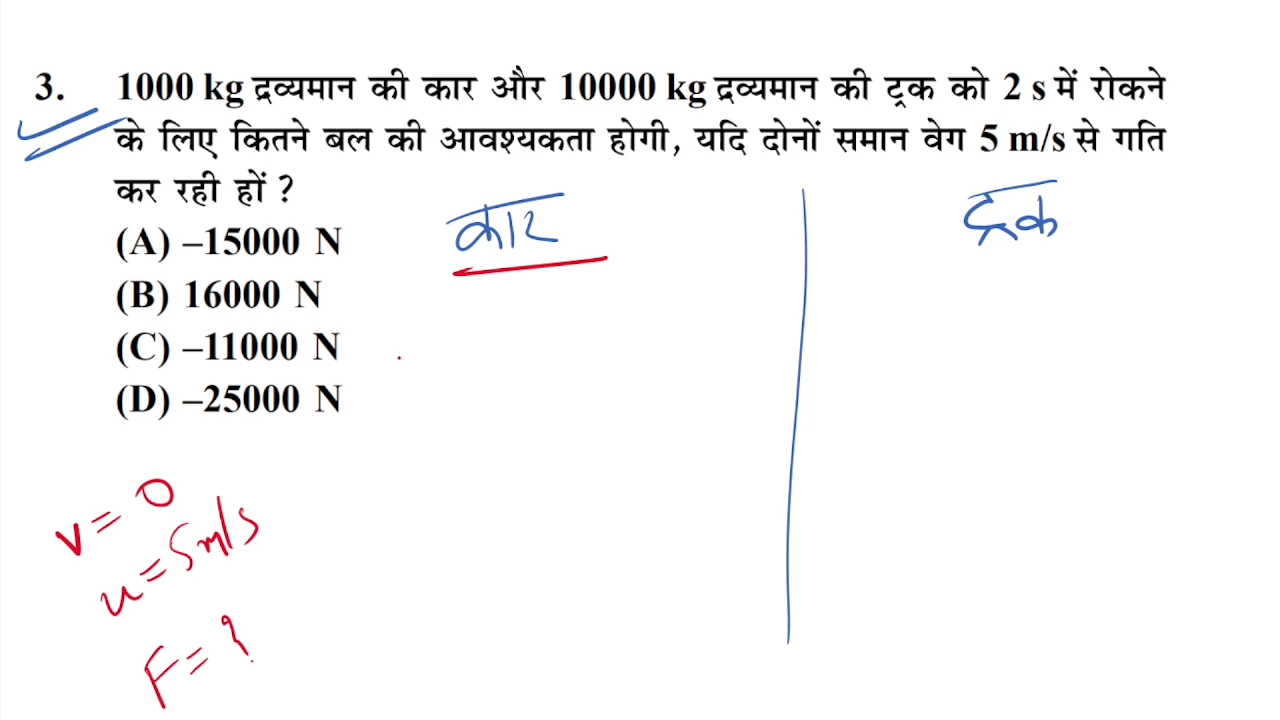 3. 1000 kg द्रव्यमान की कार और 10000 kg द्रव्यमान की ट्रक को 2 s में रोकने
के लिए कितने बल की आवश्यकता होगी, यदि दोनों समान वेग 5 m/s से गति
कर रही हों ?
(A) –15000 N
(B) 16000 N
(C) –11000 N
(D) –25000 N
कार
ट्रक
v = 0
u = 5 m/s
F = ?